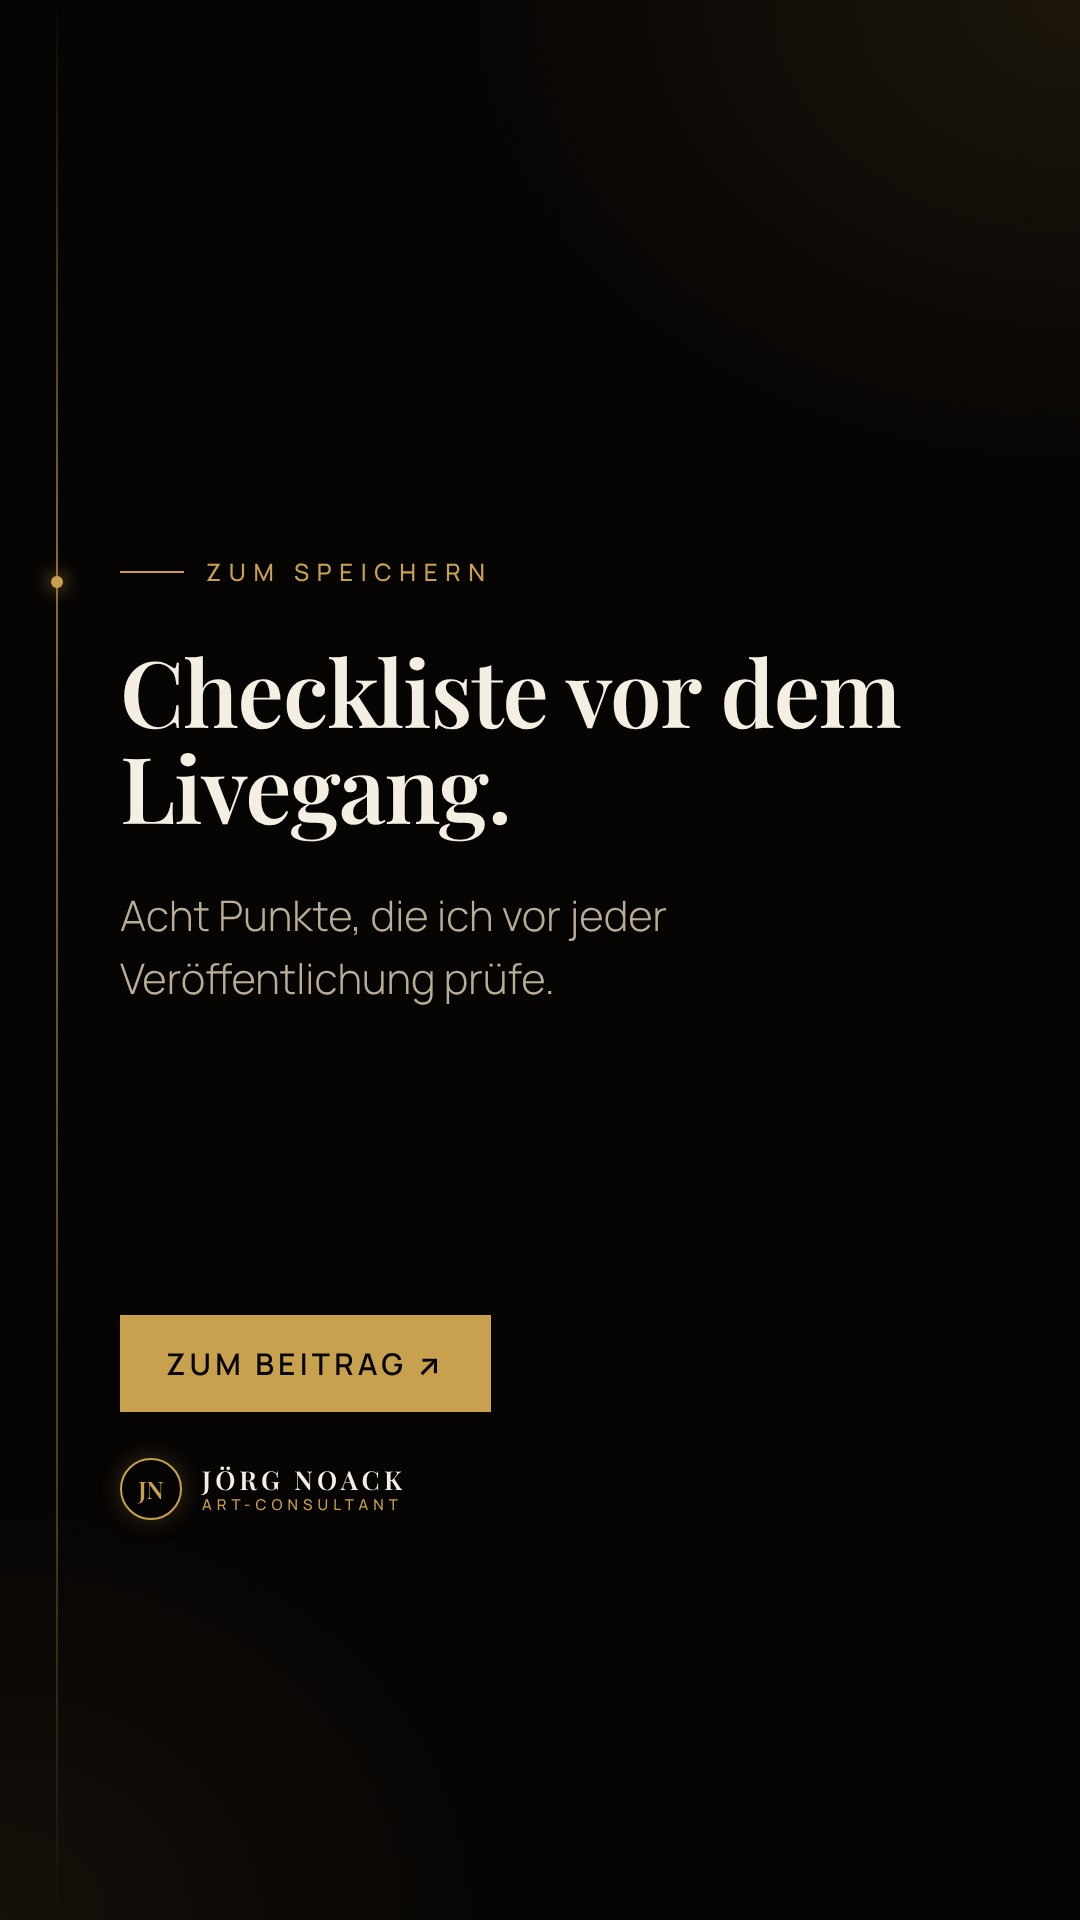 ZUM SPEICHERN
Checkliste vor dem
Livegang.
Acht Punkte, die ich vor jeder
Veröffentlichung prüfe.
ZUM BEITRAG ↗
JN
JÖRG NOACK
ART-CONSULTANT